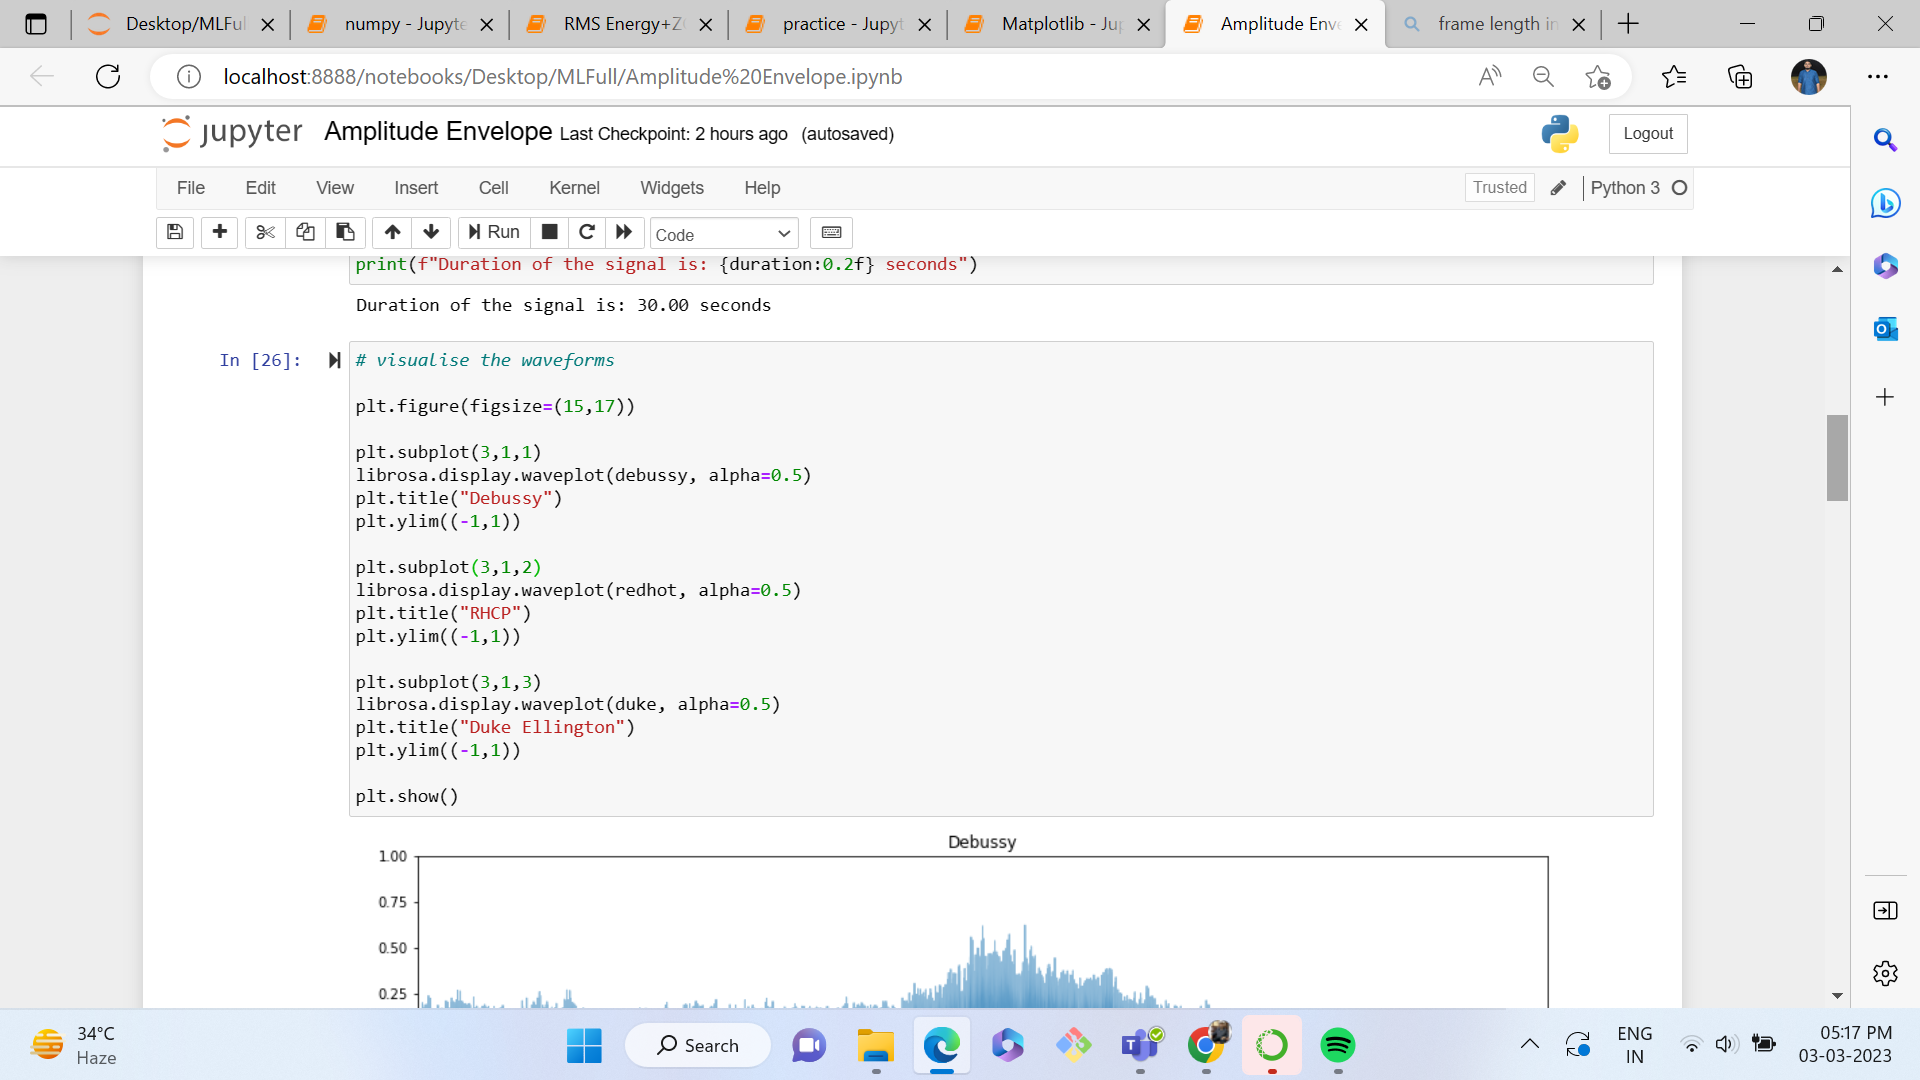 Desktop/MLFul
numpy - Jupyte
RMS Energy+Z
practice - Jupyt
Matplotlib - Ju
Amplitude Enve
frame length in
localhost:8888/notebooks/Desktop/MLFull/Amplitude%20Envelope.ipynb
jupyter Amplitude Envelope Last Checkpoint: 2 hours ago (autosaved)
Logout
File Edit View Insert Cell Kernel Widgets Help
Trusted
Python 3
Run
Code
print(f"Duration of the signal is: {duration:0.2f} seconds")
Duration of the signal is: 30.00 seconds
In [26]:
# visualise the waveforms
plt.figure(figsize=(15,17))
plt.subplot(3,1,1)
librosa.display.waveplot(debussy, alpha=0.5)
plt.title("Debussy")
plt.ylim((-1,1))
plt.subplot(3,1,2)
librosa.display.waveplot(redhot, alpha=0.5)
plt.title("RHCP")
plt.ylim((-1,1))
plt.subplot(3,1,3)
librosa.display.waveplot(duke, alpha=0.5)
plt.title("Duke Ellington")
plt.ylim((-1,1))
plt.show()
Debussy
1.00
0.75
0.50
0.25
34°C
Haze
Search
ENG
IN
05:17 PM
03-03-2023